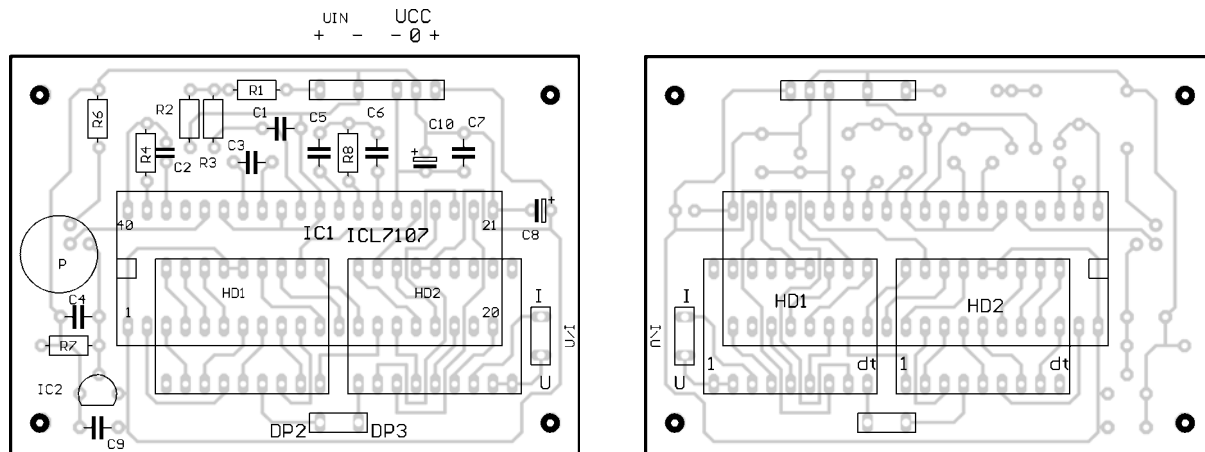 UIN UCC
+ - - 0 +
R1
R6
R2
C1
C5
C6
+
C10
C7
R4
C2
R3
C3
R8
40
IC1 ICL7107
21
+
C8
P
HD1
HD2
C4
1
20
I
U/I
U
R7
IC2
C9
DP2
DP3
I
U/I
U
HD1
HD2
1
dt
1
dt